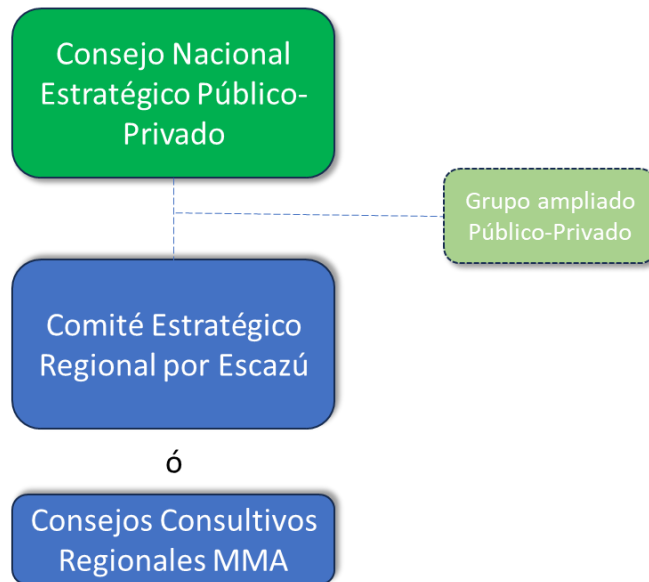 Consejo Nacional
Estratégico Público-
Privado
Grupo ampliado
Público-Privado
Comité Estratégico
Regional por Escazú
ó
Consejos Consultivos
Regionales MMA